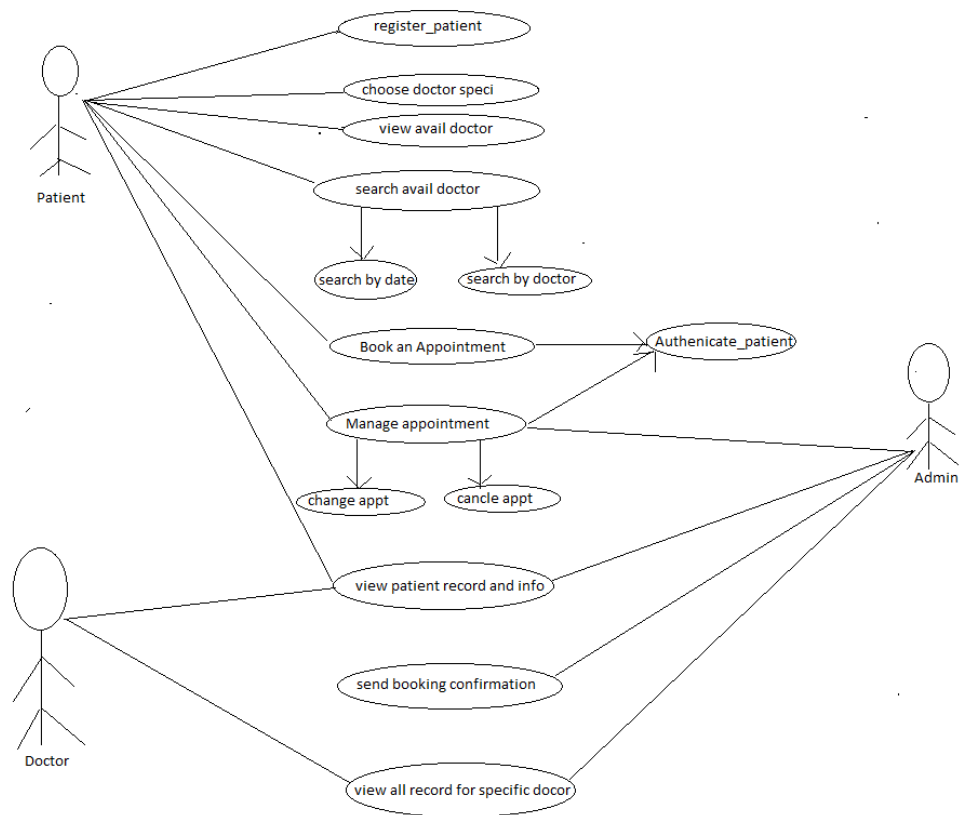 register_patient
choose doctor speci
view avail doctor
Patient
search avail doctor
search by date
search by doctor
Book an Appointment
Authenicate_patient
Manage appointment
Admin
change appt
cancle appt
view patient record and info
send booking confirmation
Doctor
view all record for specific docor